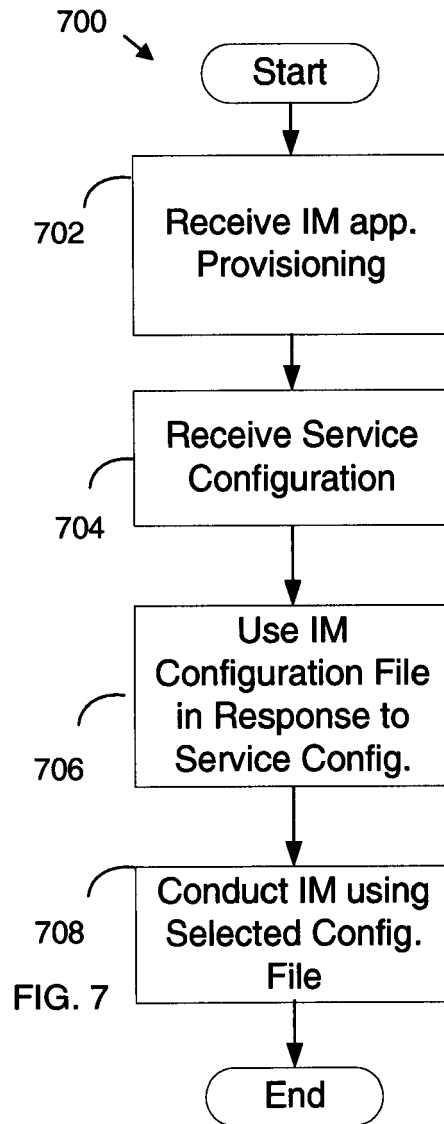 700
Start
702
Receive IM app.
Provisioning
Receive Service
Configuration
704
Use IM
Configuration File
in Response to
Service Config.
706
Conduct IM using
Selected Config.
File
708
FIG. 7
End